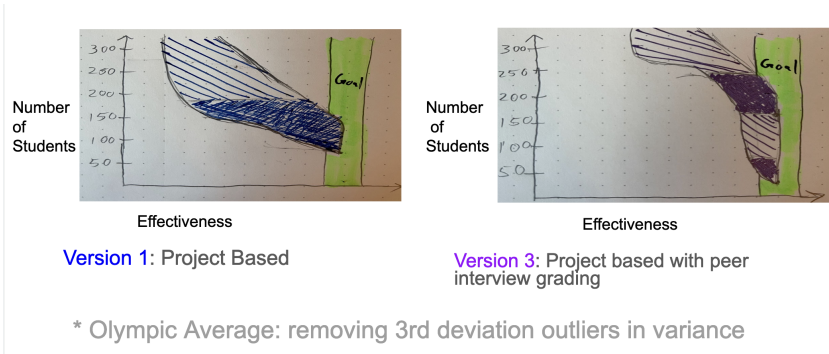 300
250
200
150
100
50
Goal
Number
of
Students
Effectiveness
Version 1: Project Based
300
250
200
150
100
50
Goal
Number
of
Students
Effectiveness
Version 3: Project based with peer
interview grading
* Olympic Average: removing 3rd deviation outliers in variance